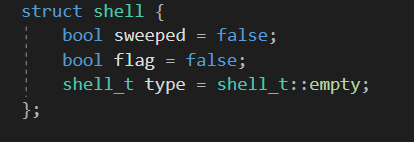 struct shell {
    bool sweeped = false;
    bool flag = false;
    shell_t type = shell_t::empty;
};